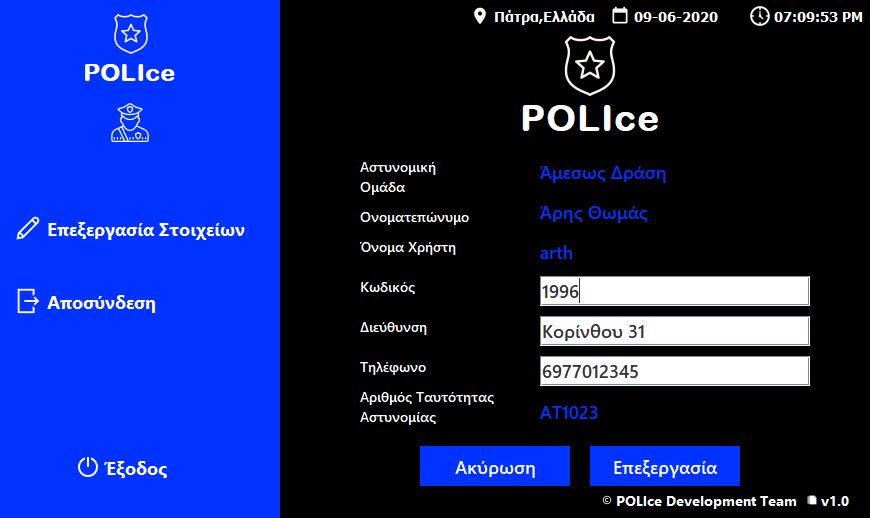 POLIce
Επεξεργασία Στοιχείων
Αποσύνδεση
Έξοδος
Πάτρα,Ελλάδα 09-06-2020 07:09:53 PM
POLIce
Αστυνομική
Ομάδα
Άμεσως Δράση
Ονοματεπώνυμο Άρης Θωμάς
Όνομα Χρήστη arth
Κωδικός 1996
Διεύθυνση Κορίνθου 31
Τηλέφωνο 6977012345
Αριθμός Ταυτότητας
Αστυνομίας
AT1023
Ακύρωση Επεξεργασία
© POLIce Development Team v1.0